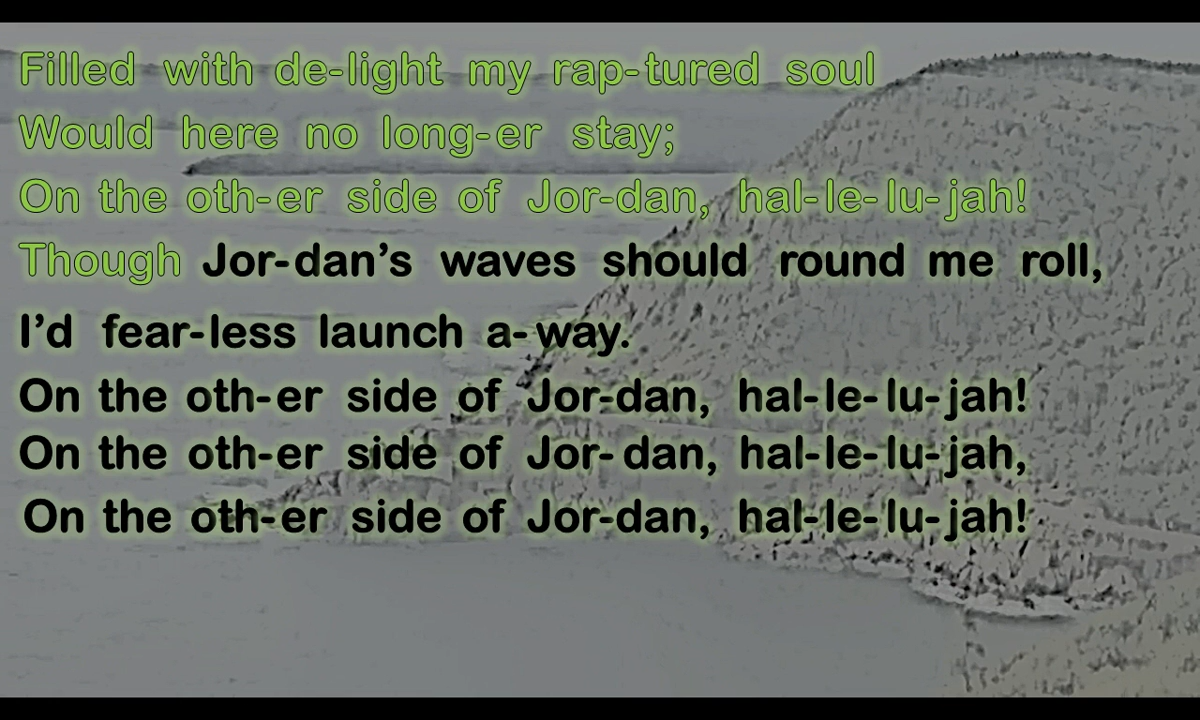 Filled with de-light my rap-tured soul
Would here no long-er stay;
On the oth-er side of Jor-dan, hal-le-lu-jah!
Though Jor-dan’s waves should round me roll,
I’d fear-less launch a-way.
On the oth-er side of Jor-dan, hal-le-lu-jah!
On the oth-er side of Jor-dan, hal-le-lu-jah,
On the oth-er side of Jor-dan, hal-le-lu-jah!